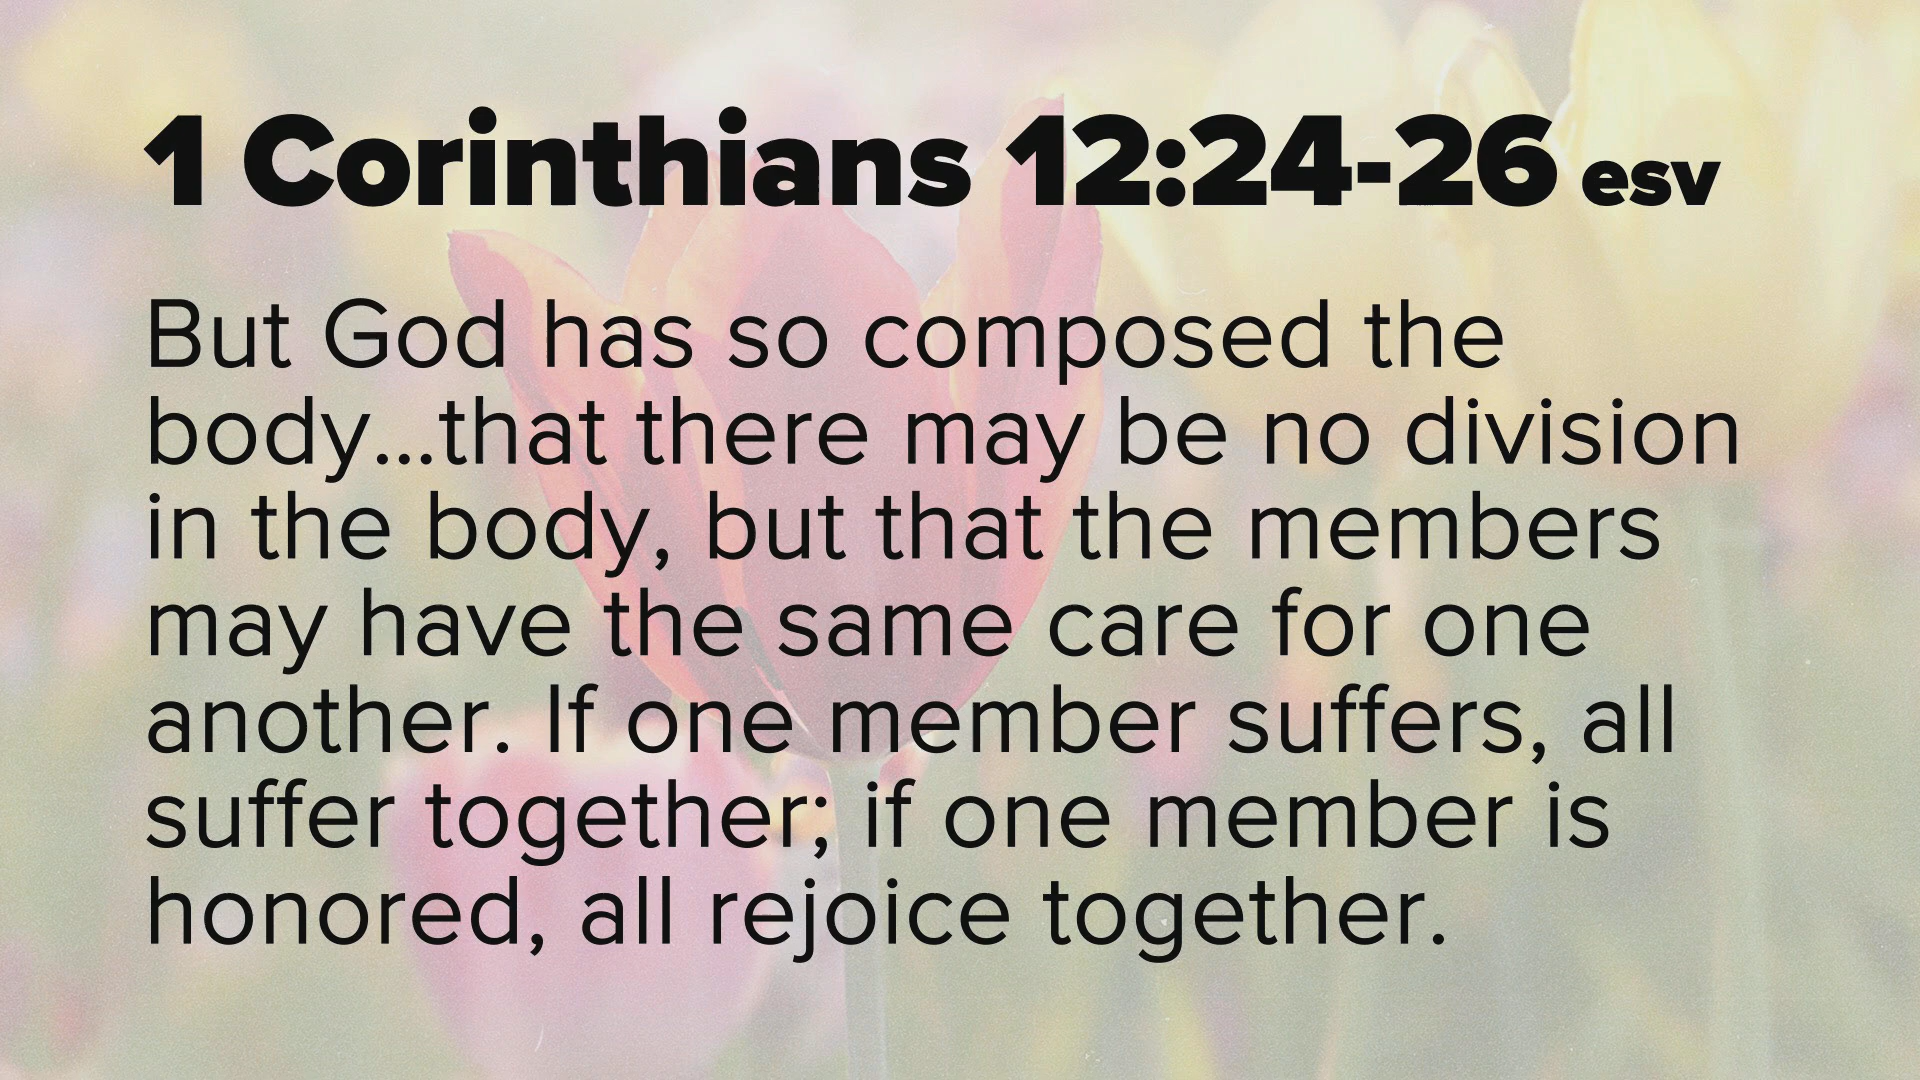 1 Corinthians 12:24-26 esv
But God has so composed the
body...that there may be no division
in the body, but that the members
may have the same care for one
another. If one member suffers, all
suffer together; if one member is
honored, all rejoice together.